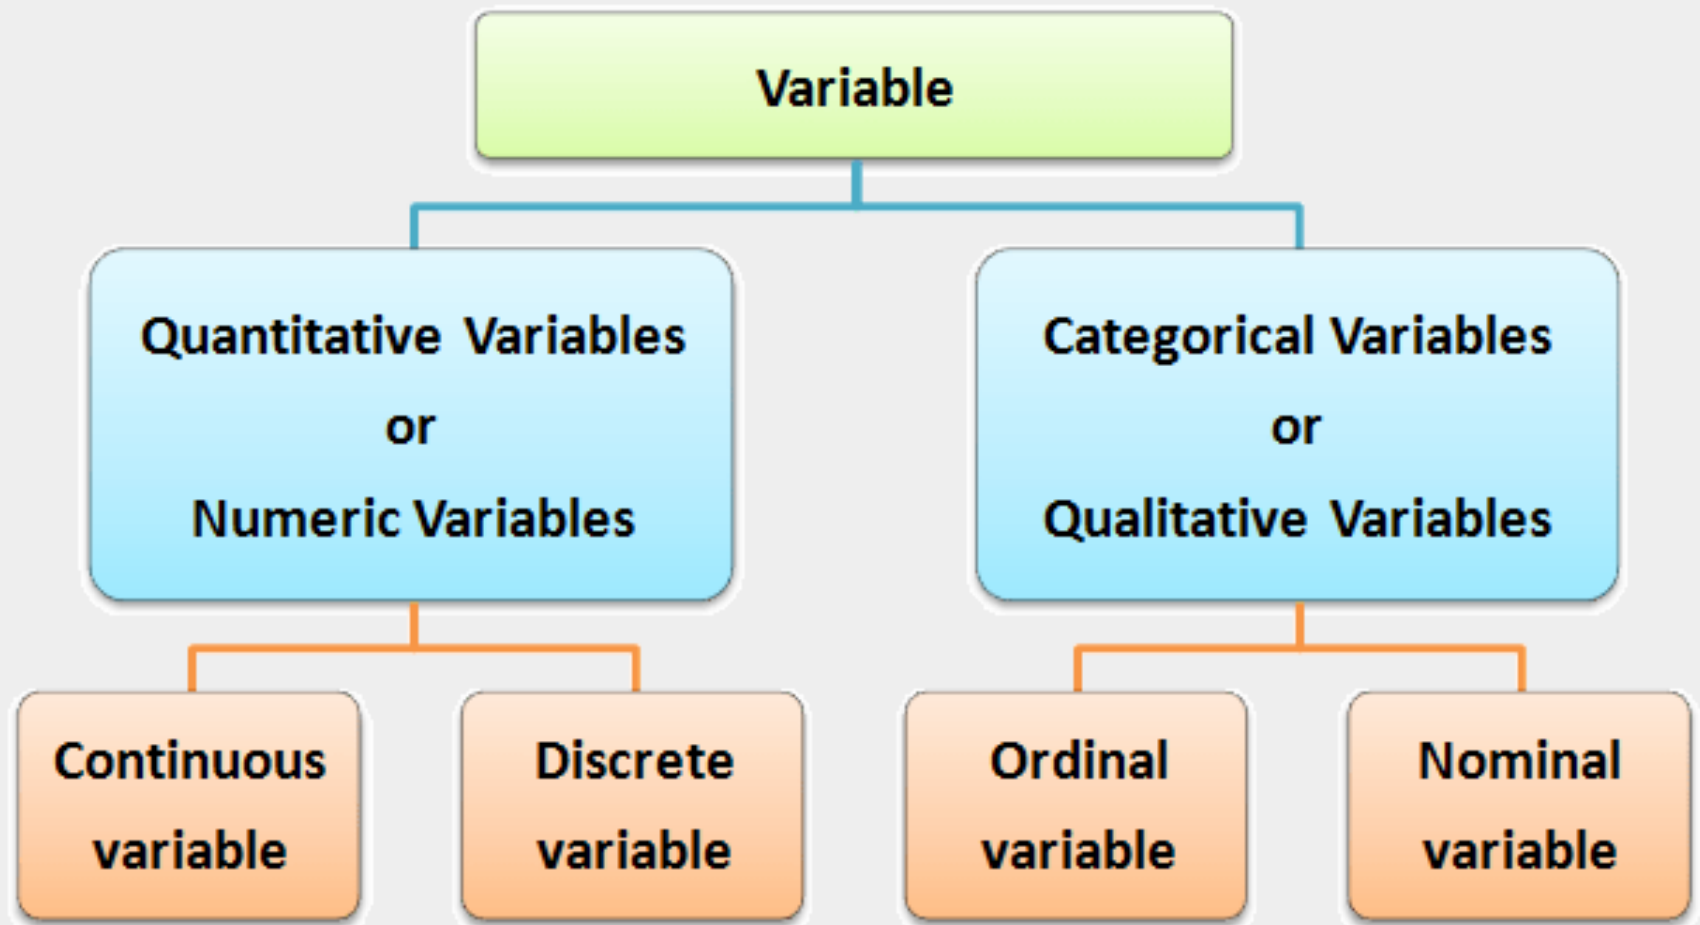 Variable
Quantitative Variables
or
Numeric Variables
Categorical Variables
or
Qualitative Variables
Continuous
variable
Discrete
variable
Ordinal
variable
Nominal
variable